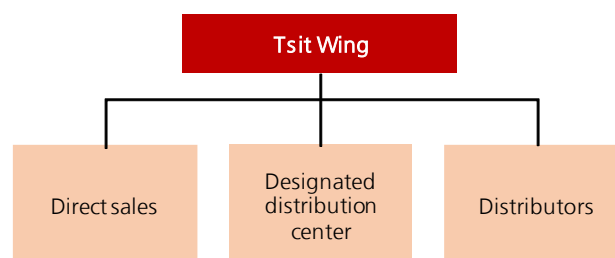 Tsit Wing
Direct sales
Designated
distribution
center
Distributors